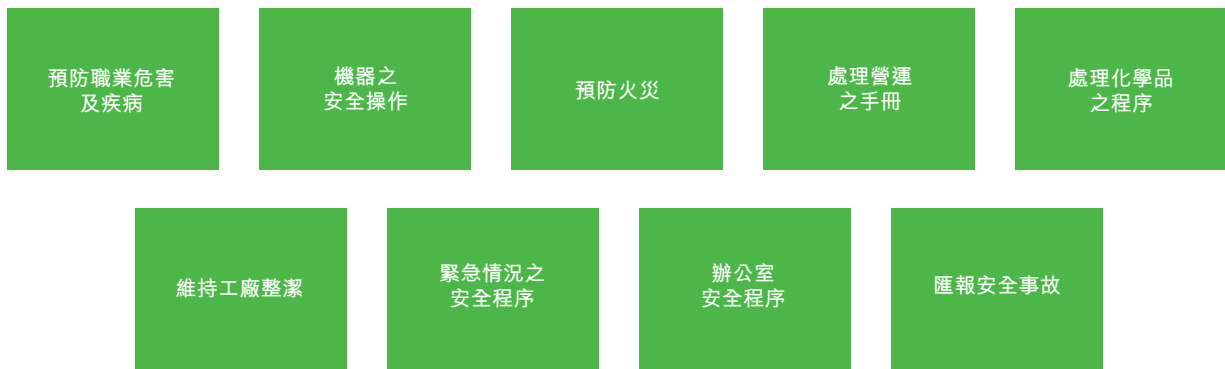 預防職業危害
及疾病
機器之
安全操作
預防火災
處理營運
之手冊
處理化學品
之程序
維持工廠整潔
緊急情況之
安全程序
辦公室
安全程序
匯報安全事故